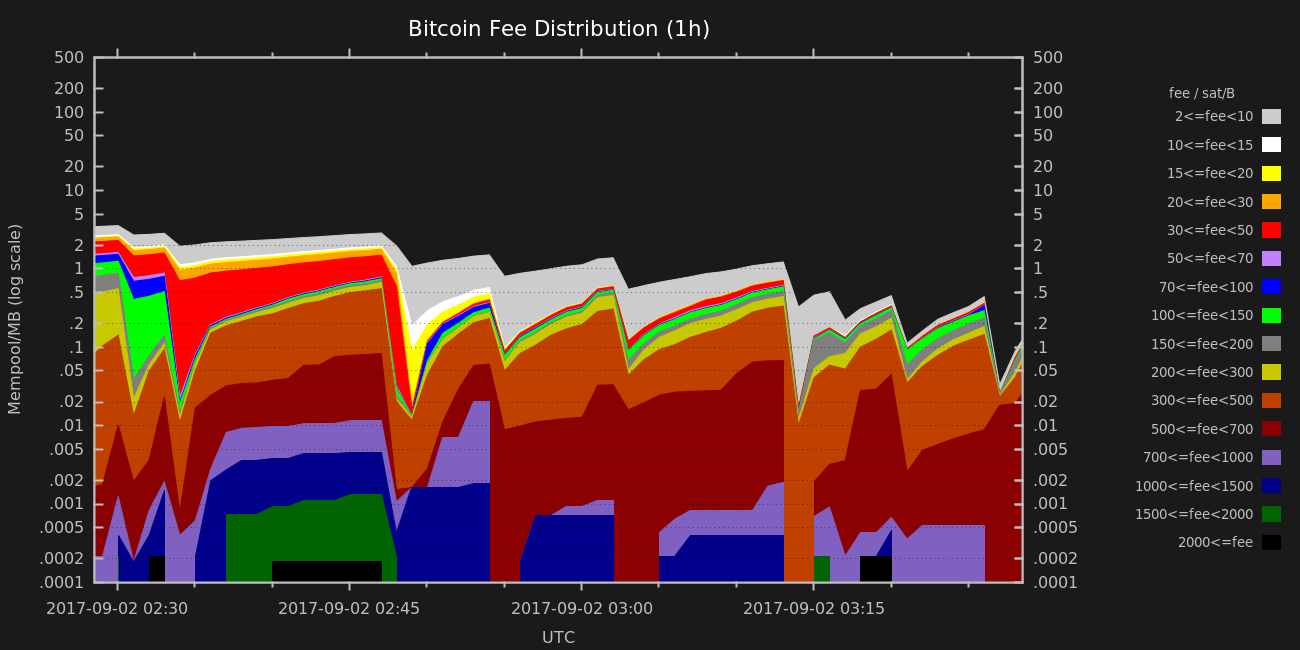 Bitcoin Fee Distribution (1h)
Mempool/MB (log scale)
500
200
100
50
20
10
5
2
1
.5
.2
.1
.05
.02
.01
.005
.002
.001
.0005
.0002
.0001
500
200
100
50
20
10
5
2
1
.5
.2
.1
.05
.02
.01
.005
.002
.001
.0005
.0002
.0001
fee / sat/B
2<=fee<10
10<=fee<15
15<=fee<20
20<=fee<30
30<=fee<50
50<=fee<70
70<=fee<100
100<=fee<150
150<=fee<200
200<=fee<300
300<=fee<500
500<=fee<700
700<=fee<1000
1000<=fee<1500
1500<=fee<2000
2000<=fee
2017-09-02 02:30
2017-09-02 02:45
2017-09-02 03:00
2017-09-02 03:15
UTC